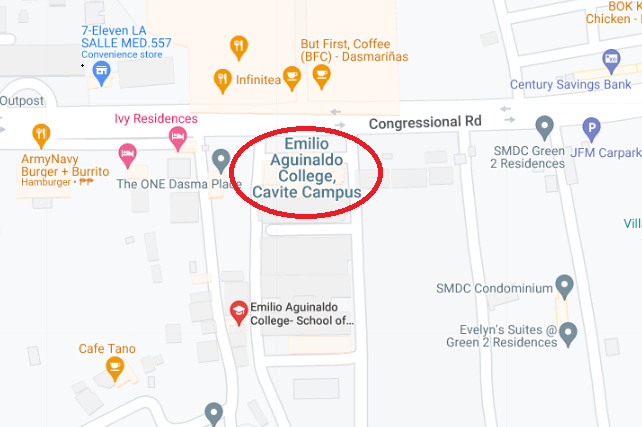 BOK K
Chicken -
7-Eleven LA
SALLE MED.557
Convenience store
But First, Coffee
(BFC) - Dasmariñas
Infinitea
Century Savings Bank
Outpost
Ivy Residences
Congressional Rd
ArmyNavy
Burger + Burrito
Hamburger • ₱₱
The ONE Dasma Place
Emilio
Aguinaldo
College,
Cavite Campus
SMDC Green
2 Residences
P
JFM Carpark
Vill
SMDC Condominium
Emilio Aguinaldo
College- School of...
Evelyn's Suites @
Green 2 Residences
Cafe Tano